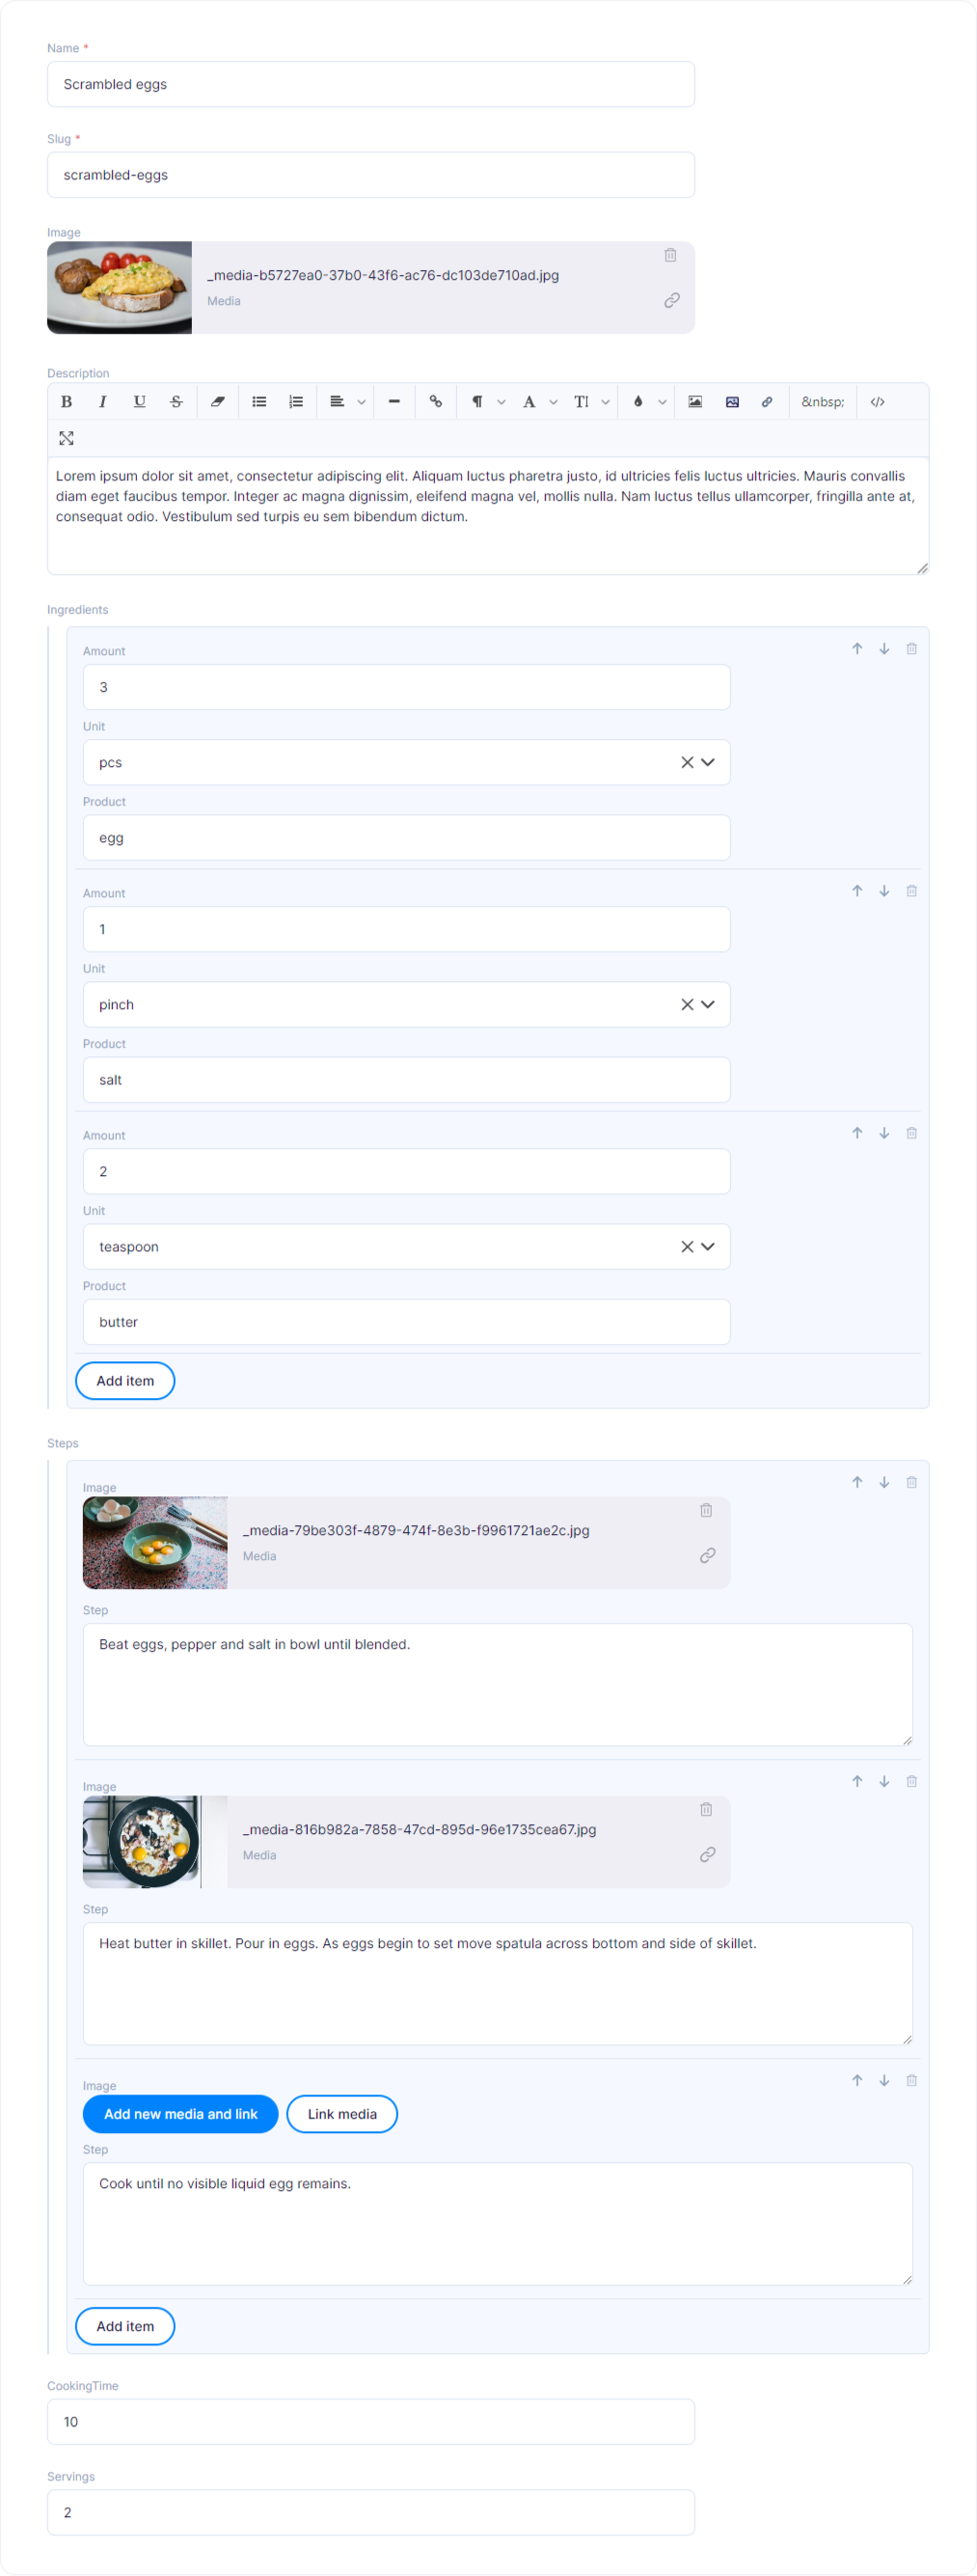 Name *
Scrambled eggs
Slug *
scrambled-eggs
Image
_media-b5727ea0-37b0-43f6-ac76-dc103de710ad.jpg
Media
Description
B I U S A T &nbsp; </>
Lorem ipsum dolor sit amet, consectetur adipiscing elit. Aliquam luctus pharetra justo, id ultricies felis luctus ultricies. Mauris convallis
diam eget faucibus tempor. Integer ac magna dignissim, eleifend magna vel, mollis nulla. Nam luctus tellus ullamcorper, fringilla ante at,
consequat odio. Vestibulum sed turpis eu sem bibendum dictum.
Ingredients
Amount
3
Unit
pcs
Product
egg
Amount
1
Unit
pinch
Product
salt
Amount
2
Unit
teaspoon
Product
butter
Add item
Steps
Image
_media-79be303f-4879-474f-8e3b-f9961721ae2c.jpg
Media
Step
Beat eggs, pepper and salt in bowl until blended.
Image
_media-816b982a-7858-47cd-895d-96e1735cea67.jpg
Media
Step
Heat butter in skillet. Pour in eggs. As eggs begin to set move spatula across bottom and side of skillet.
Image
Add new media and link Link media
Step
Cook until no visible liquid egg remains.
Add item
CookingTime
10
Servings
2